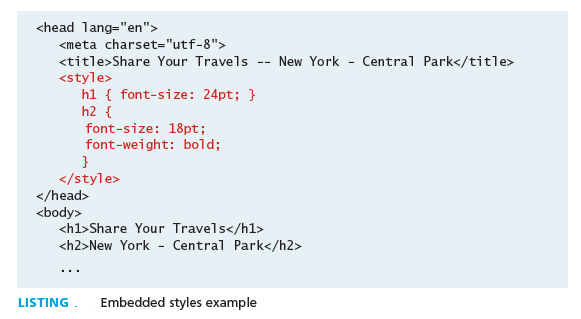 <head lang="en">
<meta charset="utf-8">
<title>Share Your Travels -- New York - Central Park</title>
<style>
h1 { font-size: 24pt; }
h2 {
font-size: 18pt;
font-weight: bold;
}
</style>
</head>
<body>
<h1>Share Your Travels</h1>
<h2>New York - Central Park</h2>
...
LISTING . Embedded styles example